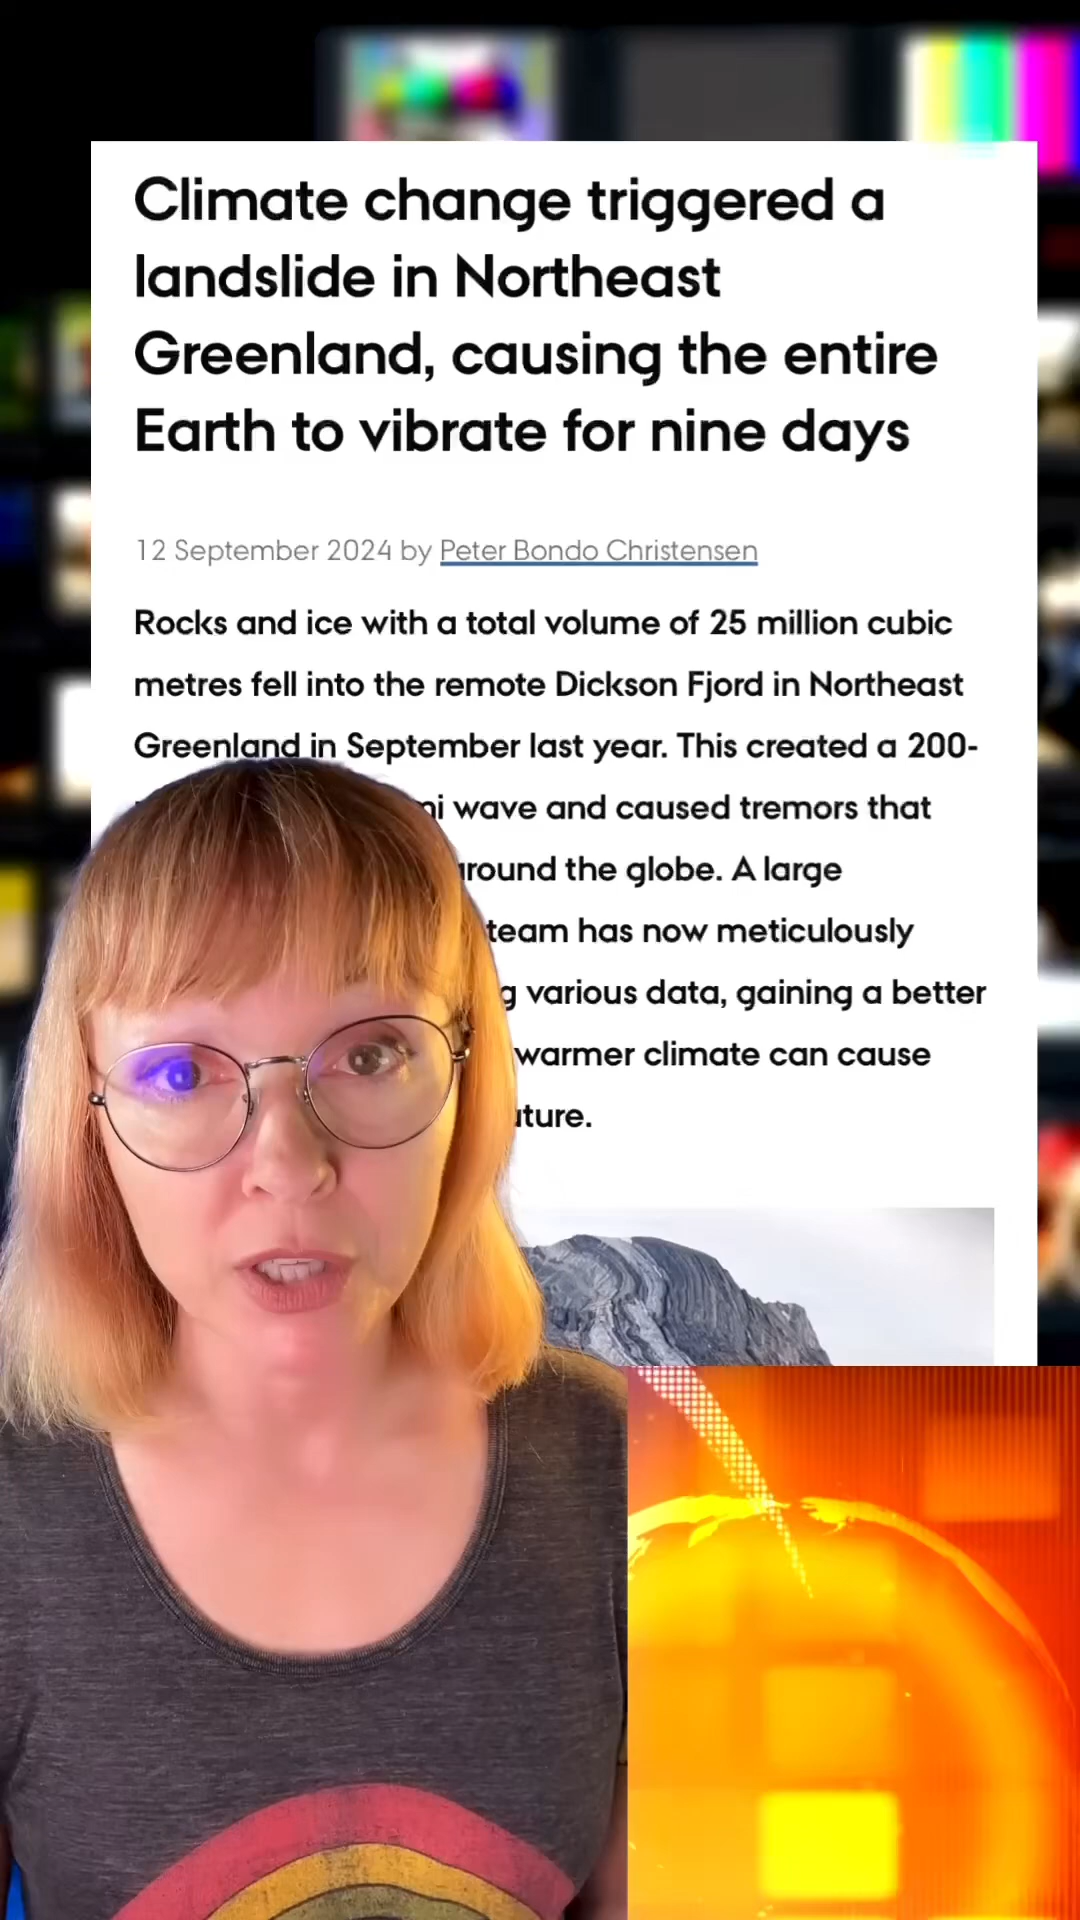 Climate change triggered a
landslide in Northeast
Greenland, causing the entire
Earth to vibrate for nine days
12 September 2024 by Peter Bondo Christensen
Rocks and ice with a total volume of 25 million cubic
metres fell into the remote Dickson Fjord in Northeast
Greenland in September last year. This created a 200-
wave and caused tremors that
the globe. A large
team has now meticulously
various data, gaining a better
warmer climate can cause